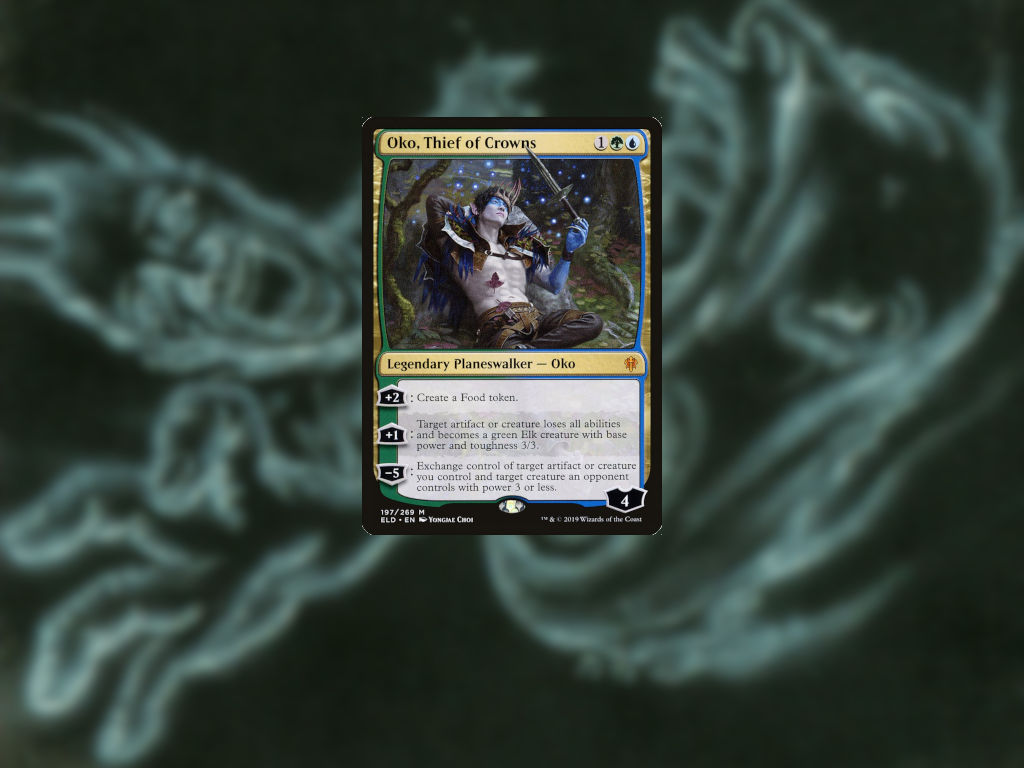 Oko, Thief of Crowns 1
Legendary Planeswalker — Oko
+2 : Create a Food token.
+1 : Target artifact or creature loses all abilities
and becomes a green Elk creature with base
power and toughness 3/3.
−5 : Exchange control of target artifact or creature
you control and target creature an opponent
controls with power 3 or less.
4
197/269 M
ELD • EN Yongjae Choi
™ & © 2019 Wizards of the Coast